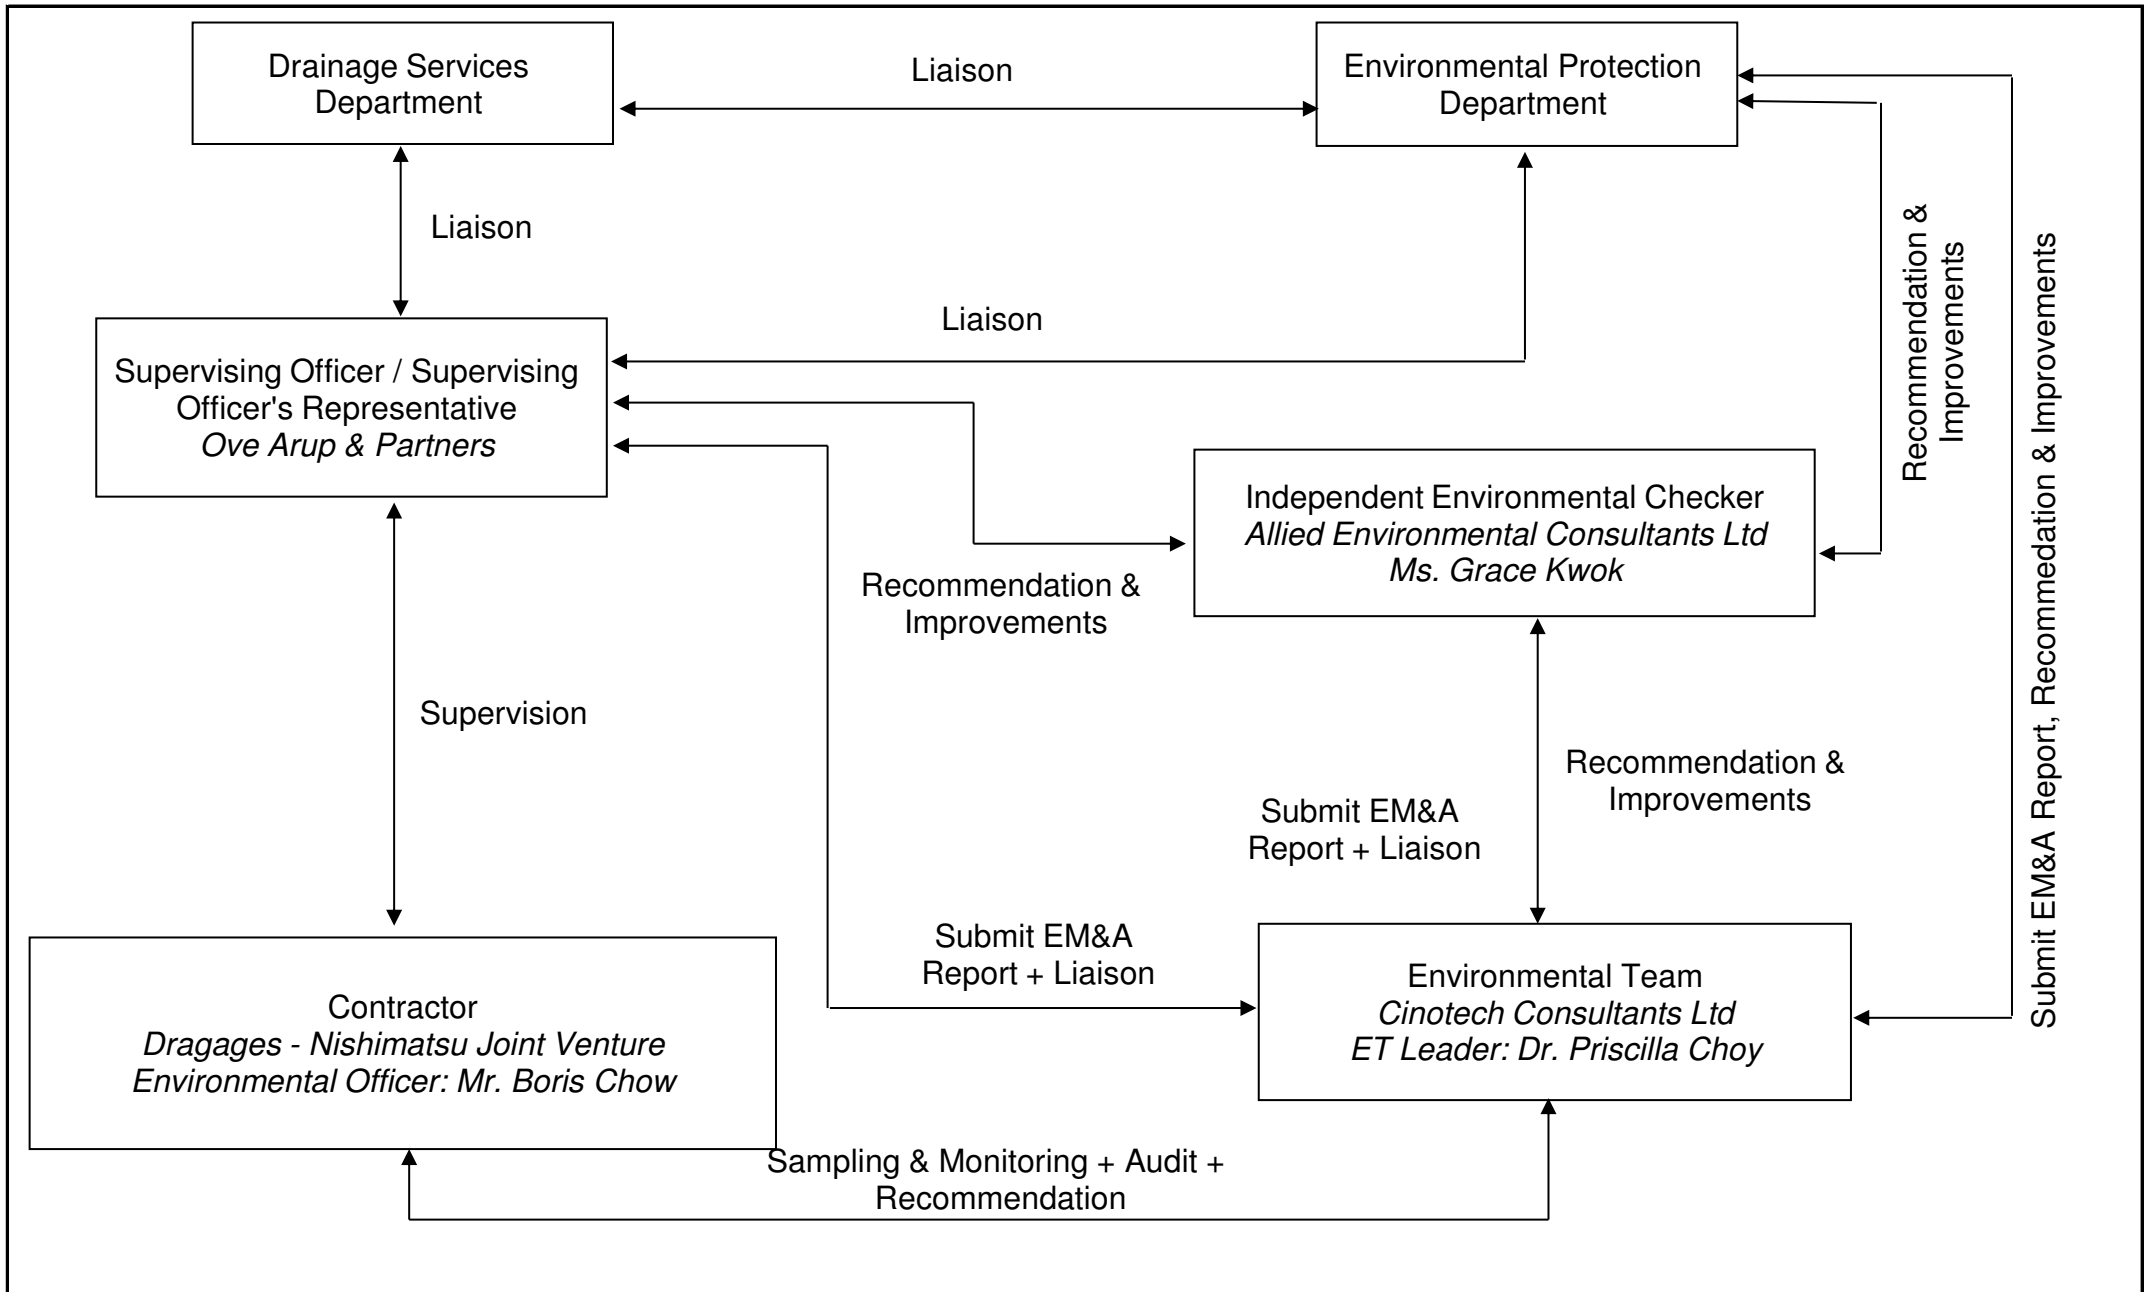 Drainage Services
Department
Liaison
Environmental Protection
Department
Liaison
Liaison
Recommendation &
Improvements
Submit EM&A Report, Recommedation & Improvements
Supervising Officer / Supervising
Officer's Representative
Ove Arup & Partners
Independent Environmental Checker
Allied Environmental Consultants Ltd
Ms. Grace Kwok
Recommendation &
Improvements
Supervision
Recommendation &
Improvements
Submit EM&A
Report + Liaison
Submit EM&A
Report + Liaison
Contractor
Dragages - Nishimatsu Joint Venture
Environmental Officer: Mr. Boris Chow
Environmental Team
Cinotech Consultants Ltd
ET Leader: Dr. Priscilla Choy
Sampling & Monitoring + Audit +
Recommendation